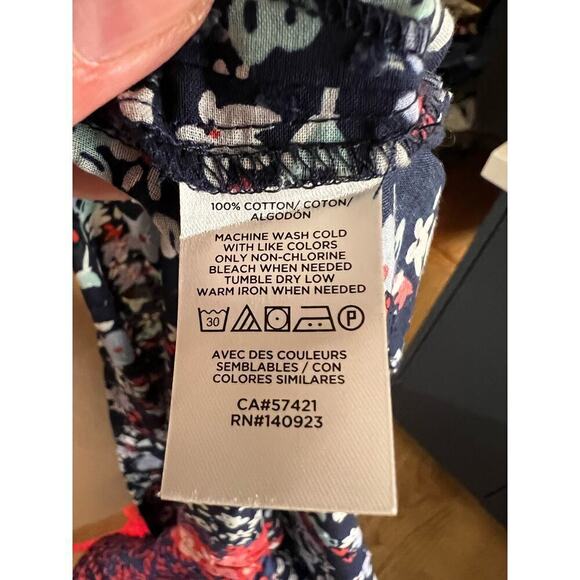 100% COTTON/ COTON/
ALGODÓN
MACHINE WASH COLD
WITH LIKE COLORS
ONLY NON-CHLORINE
BLEACH WHEN NEEDED
TUMBLE DRY LOW
WARM IRON WHEN NEEDED
30 P
AVEC DES COULEURS
SEMBLABLES / CON
COLORES SIMILARES
CA#57421
RN#140923